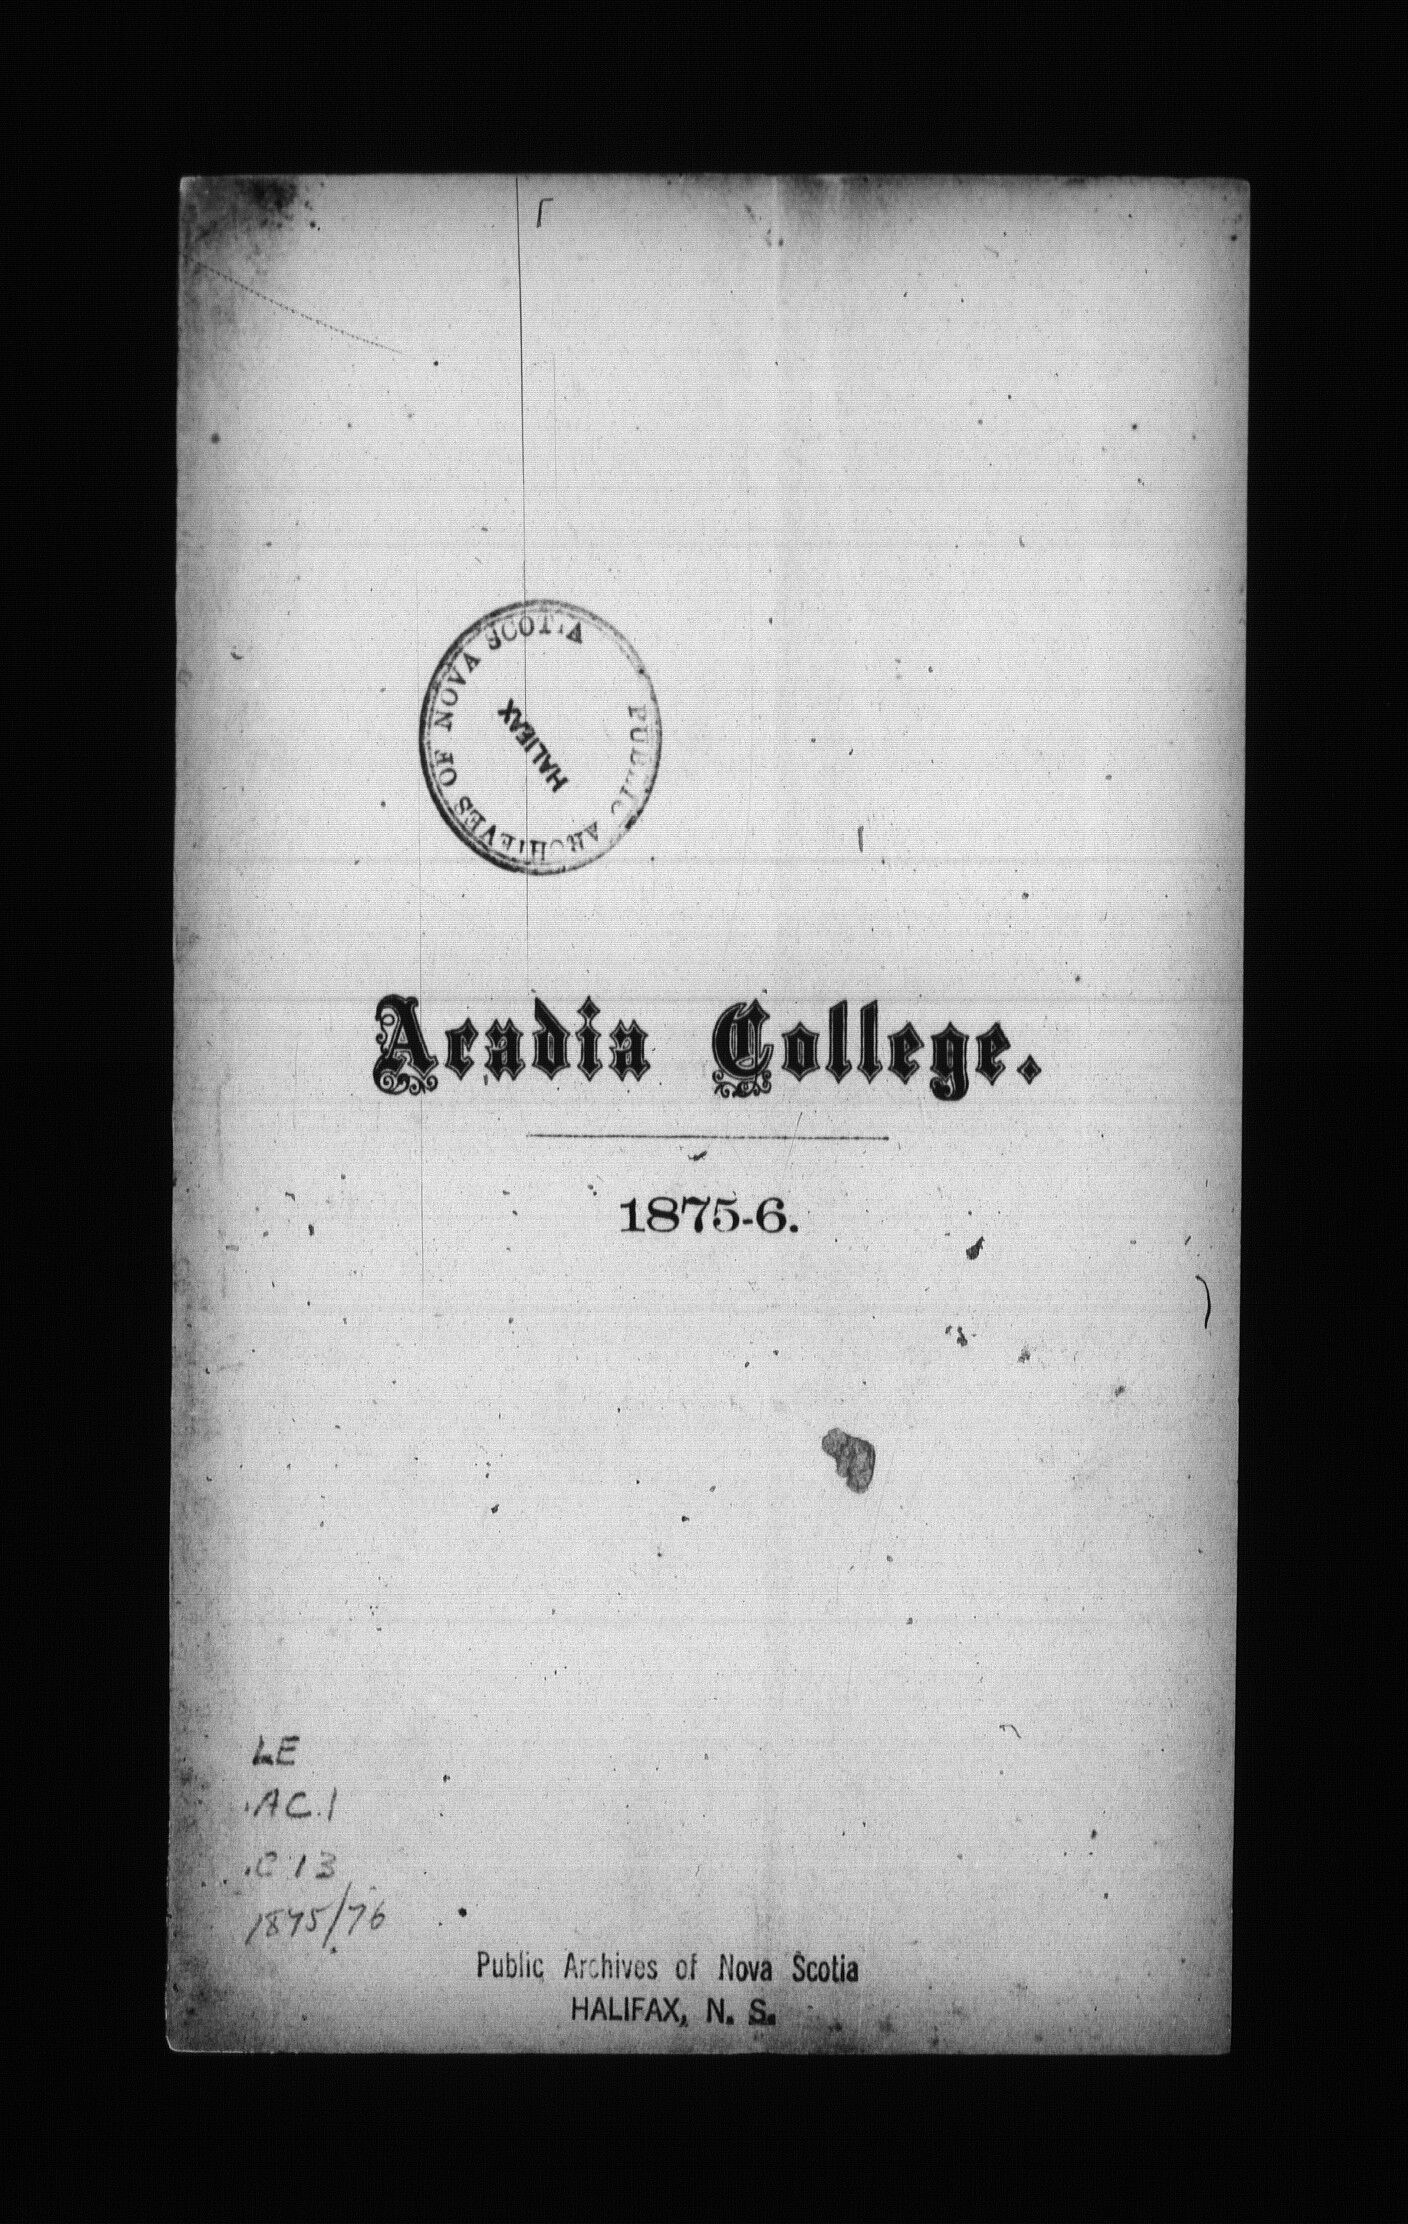 PUBLIC ARCHIEVES OF NOVA SCOTIA
HALIFAX
Acadia College.
1875-6.
LE
.AC.1
.C13
1875/76
Public Archives of Nova Scotia
HALIFAX, N. S.